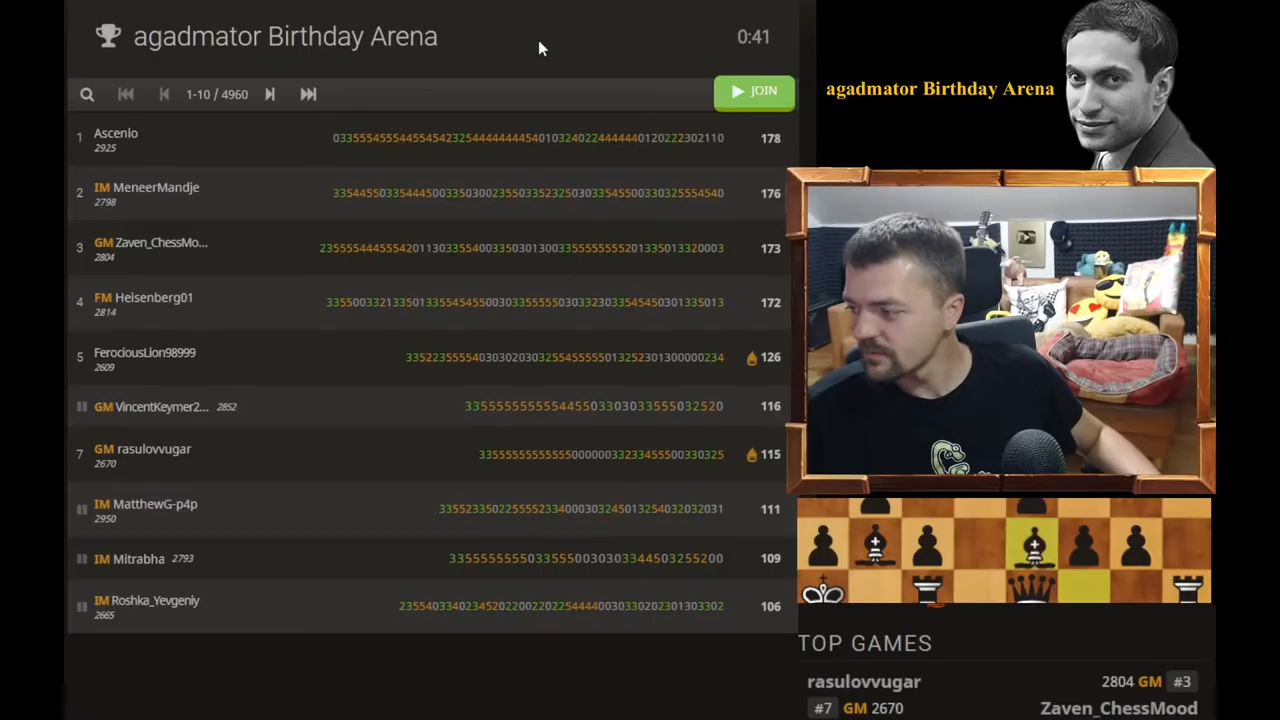 agadmator Birthday Arena
0:41
1-10 / 4960
JOIN
agadmator Birthday Arena
1 Ascenio 178
2925
2 IM MeneerMandje 176
2798
3 GM Zaven_ChessMo... 173
2804
4 FM Heisenberg01 172
2814
5 FerociousLion98999 126
2609
GM VincentKeymer2... 2852 116
7 GM rasulovvugar 115
2670
IM MatthewG-p4p 111
2950
IM Mitrabha 2793 109
IM Roshka_Yevgeniy 106
2665
TOP GAMES
rasulovvugar 2804 GM #3
#7 GM 2670 Zaven_ChessMood